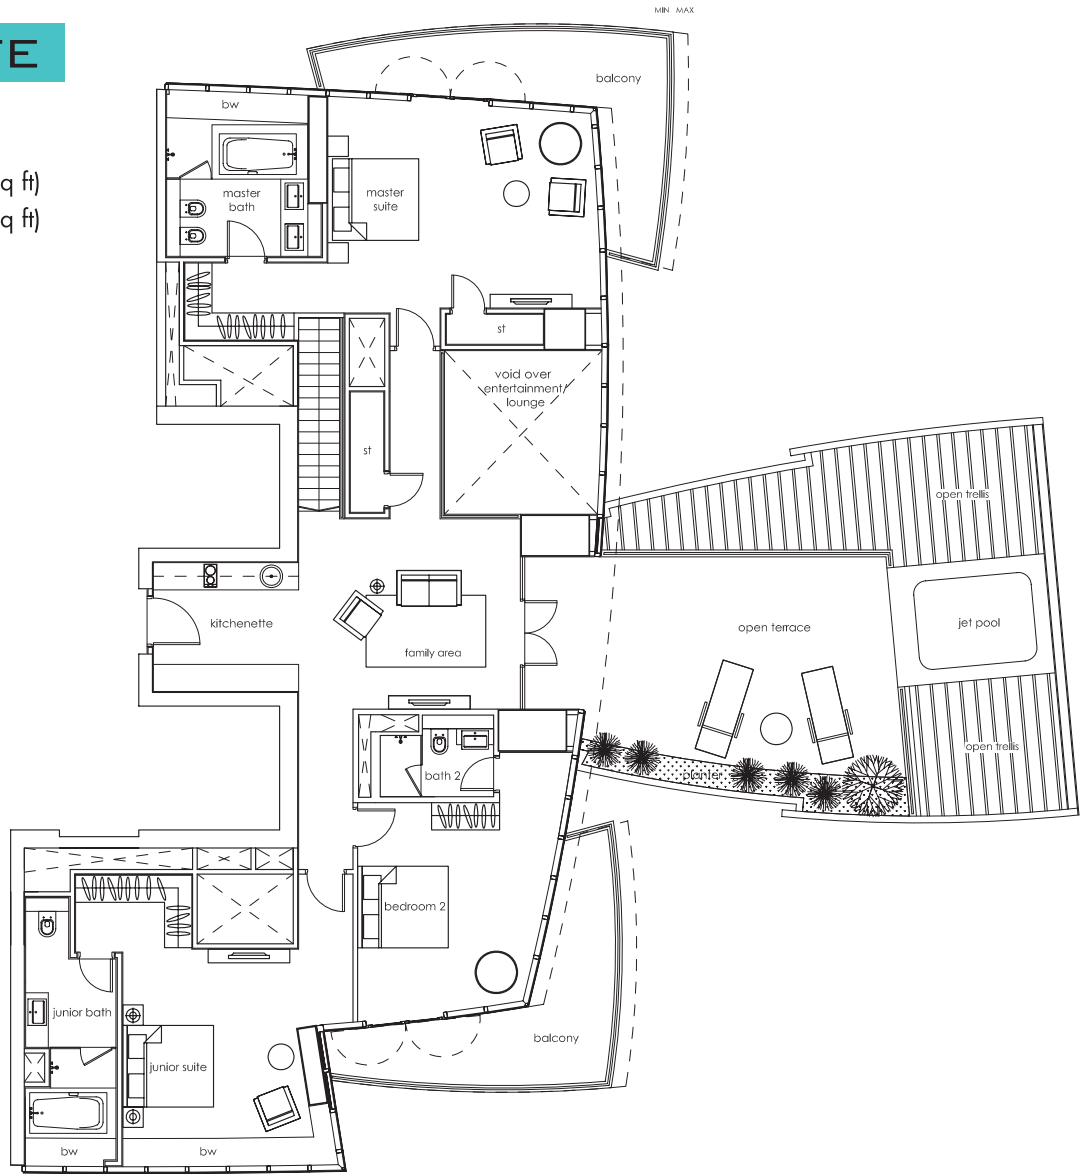 MIN MAX
TE
q ft)
q ft)
balcony
bw
master
bath
master
suite
st
void over
entertainment/
lounge
st
open trellis
kitchenette
family area
open terrace
jet pool
bath 2
planter
open trellis
bedroom 2
junior bath
junior suite
balcony
bw
bw